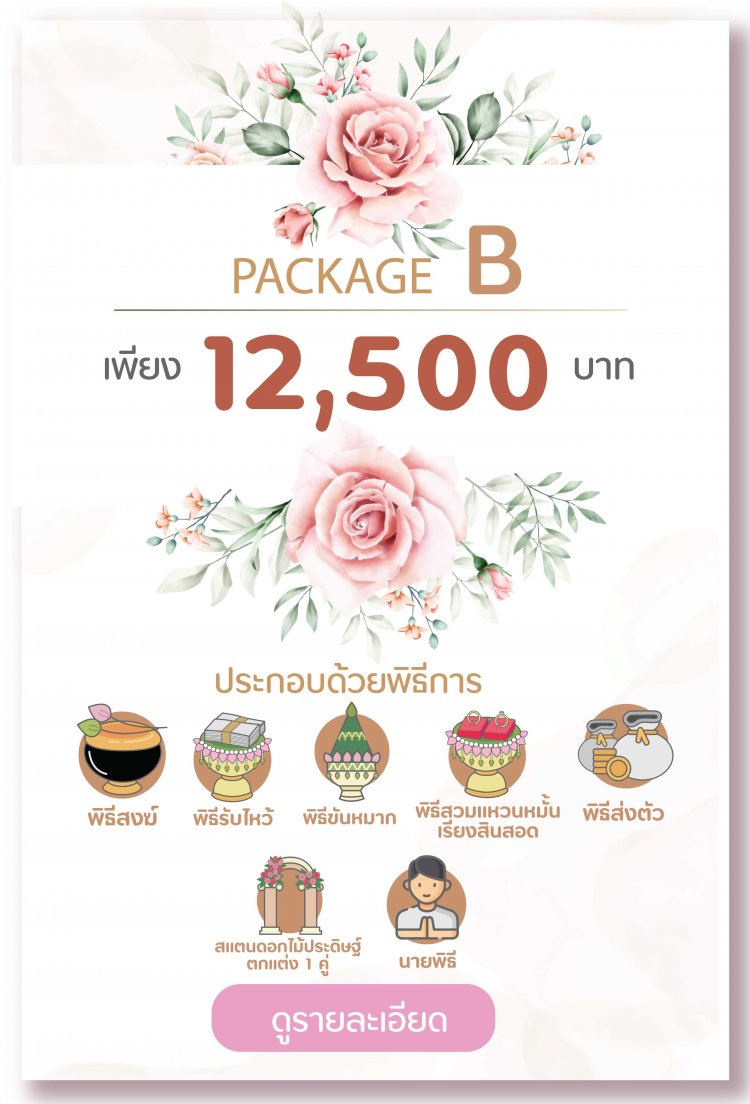 PACKAGE B
เพียง 12,500 บาท
ประกอบด้วยพิธีการ
พิธีสงฆ์
พิธีรับไหว้
พิธีขันหมาก
พิธีสวมแหวนหมั้น
เรียงสินสอด
พิธีส่งตัว
สแตนดอกไม้ประดิษฐ์
ตกแต่ง 1 คู่
นายพิธี
ดูรายละเอียด